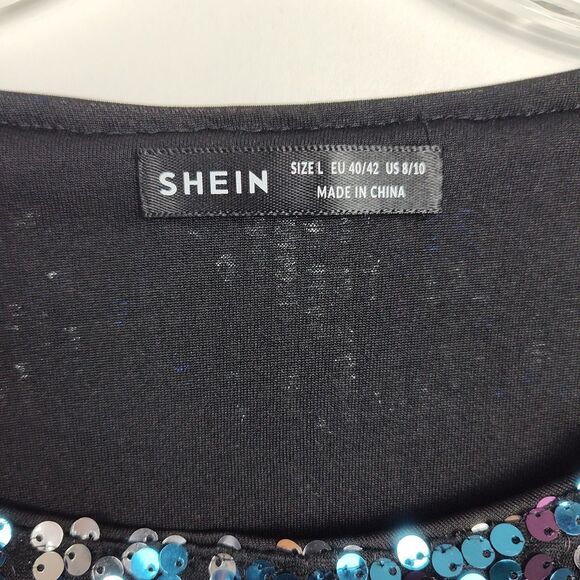 SHEIN
SIZE L EU 40/42 US 8/10
MADE IN CHINA